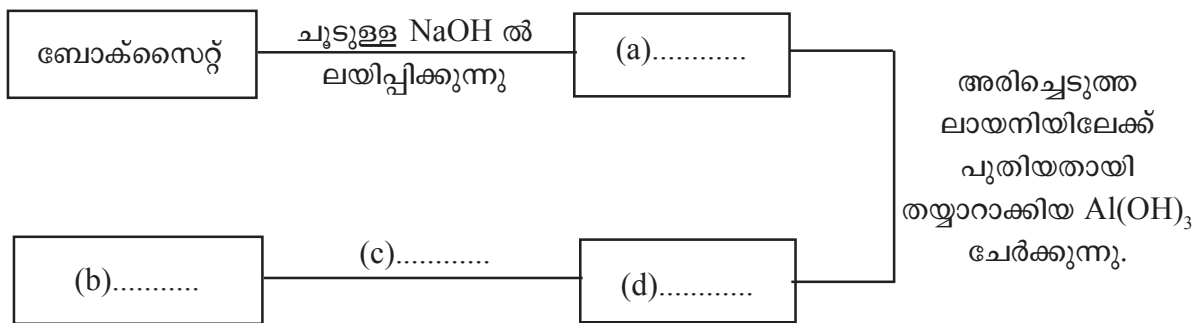 ബോക്സൈറ്റ്
ചൂടുള്ള NaOH ൽ
ലയിപ്പിക്കുന്നു
(a)............
അരിച്ചെടുത്ത
ലായനിയിലേക്ക്
പുതിയതായി
തയ്യാറാക്കിയ Al(OH)₃
ചേർക്കുന്നു.
(b)...........
(c)............
(d)............